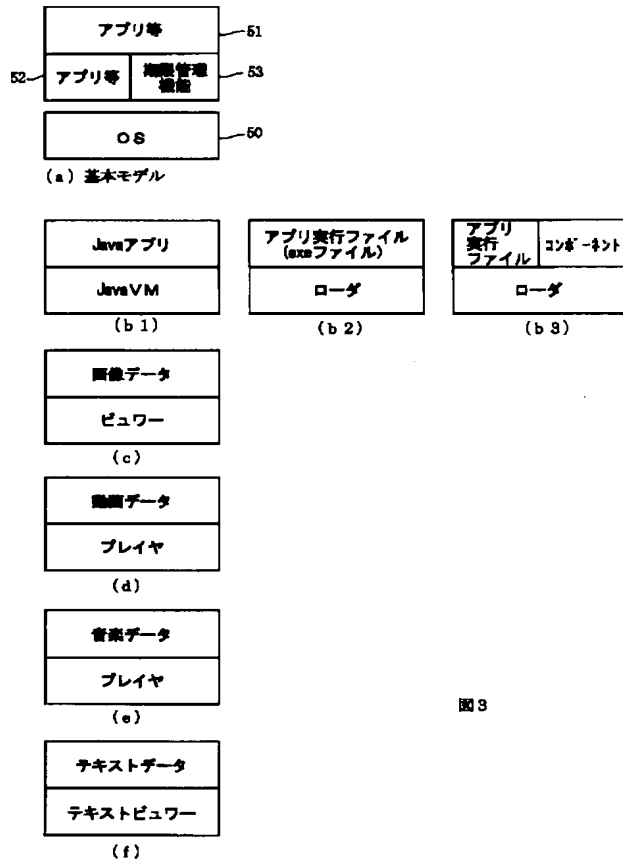 アプリ等
51
52
アプリ等
期限管理
機能
53
OS
50
(a) 基本モデル
Javaアプリ
JavaVM
(b1)
アプリ実行ファイル
(exeファイル)
ローダ
(b2)
アプリ
実行
ファイル
コンポーネント
ローダ
(b3)
画像データ
ビュワー
(c)
動画データ
プレイヤ
(d)
音楽データ
プレイヤ
(e)
図3
テキストデータ
テキストビュワー
(f)